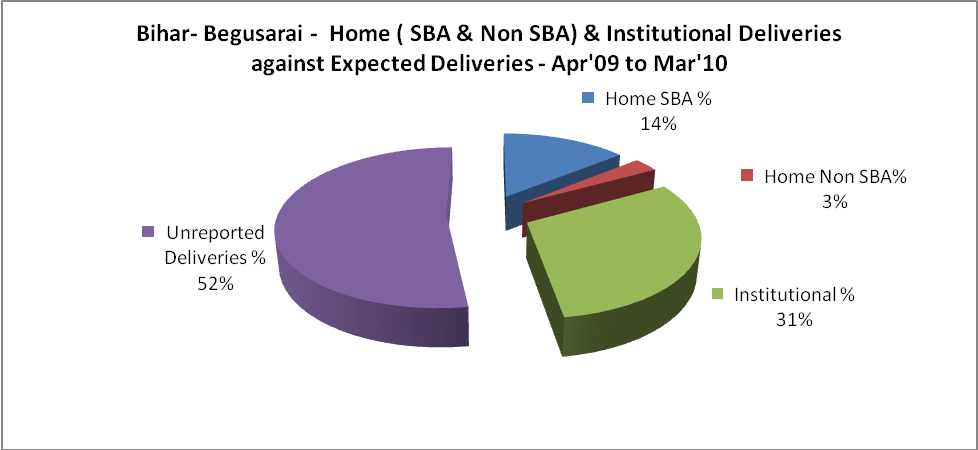 Bihar- Begusarai - Home ( SBA & Non SBA) & Institutional Deliveries
against Expected Deliveries - Apr'09 to Mar'10
Home SBA %
14%
Home Non SBA%
3%
Institutional %
31%
Unreported
Deliveries %
52%